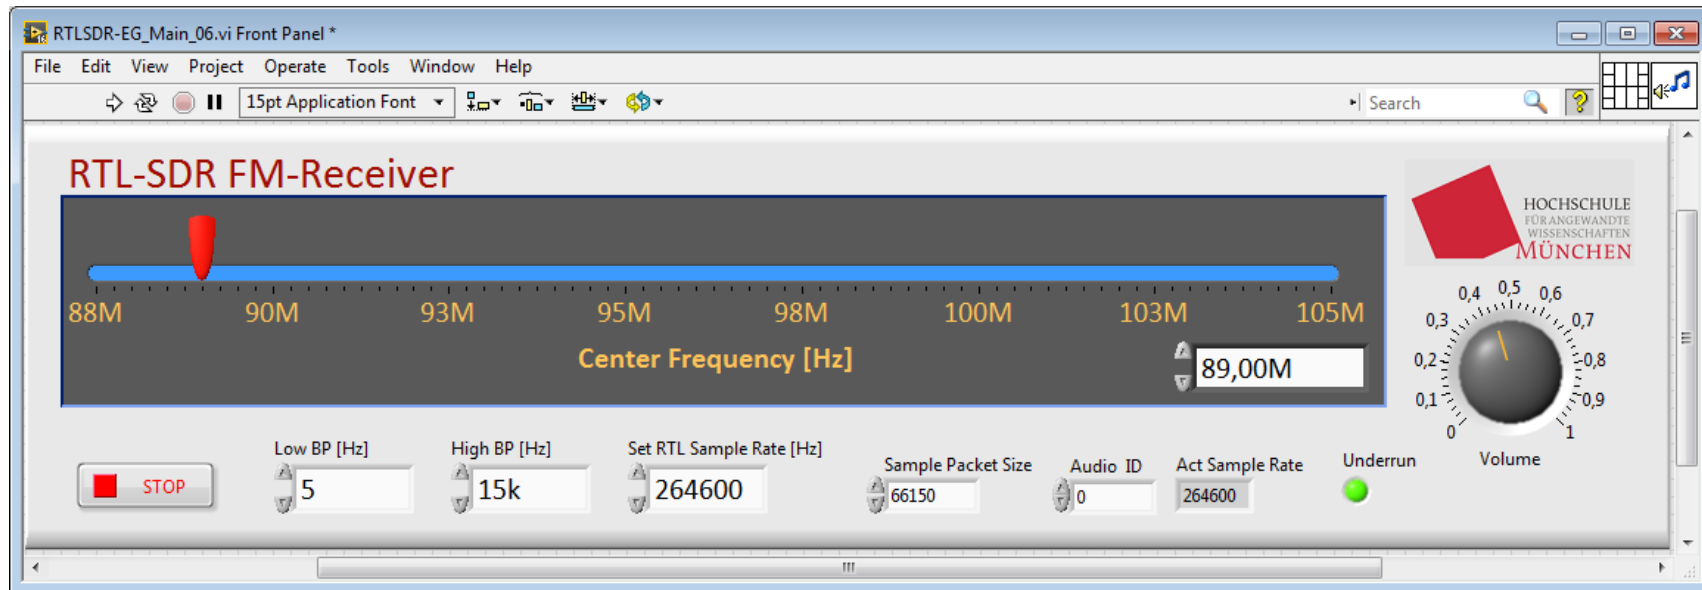 RTLSDR-EG_Main_06.vi Front Panel *
File Edit View Project Operate Tools Window Help
15pt Application Font
Search
RTL-SDR FM-Receiver
88M 90M 93M 95M 98M 100M 103M 105M
Center Frequency [Hz]
89,00M
HOCHSCHULE
FÜR ANGEWANDTE
WISSENSCHAFTEN
MÜNCHEN
0 0,1 0,2 0,3 0,4 0,5 0,6 0,7 0,8 0,9 1
Volume
STOP
Low BP [Hz]
5
High BP [Hz]
15k
Set RTL Sample Rate [Hz]
264600
Sample Packet Size
66150
Audio ID
0
Act Sample Rate
264600
Underrun